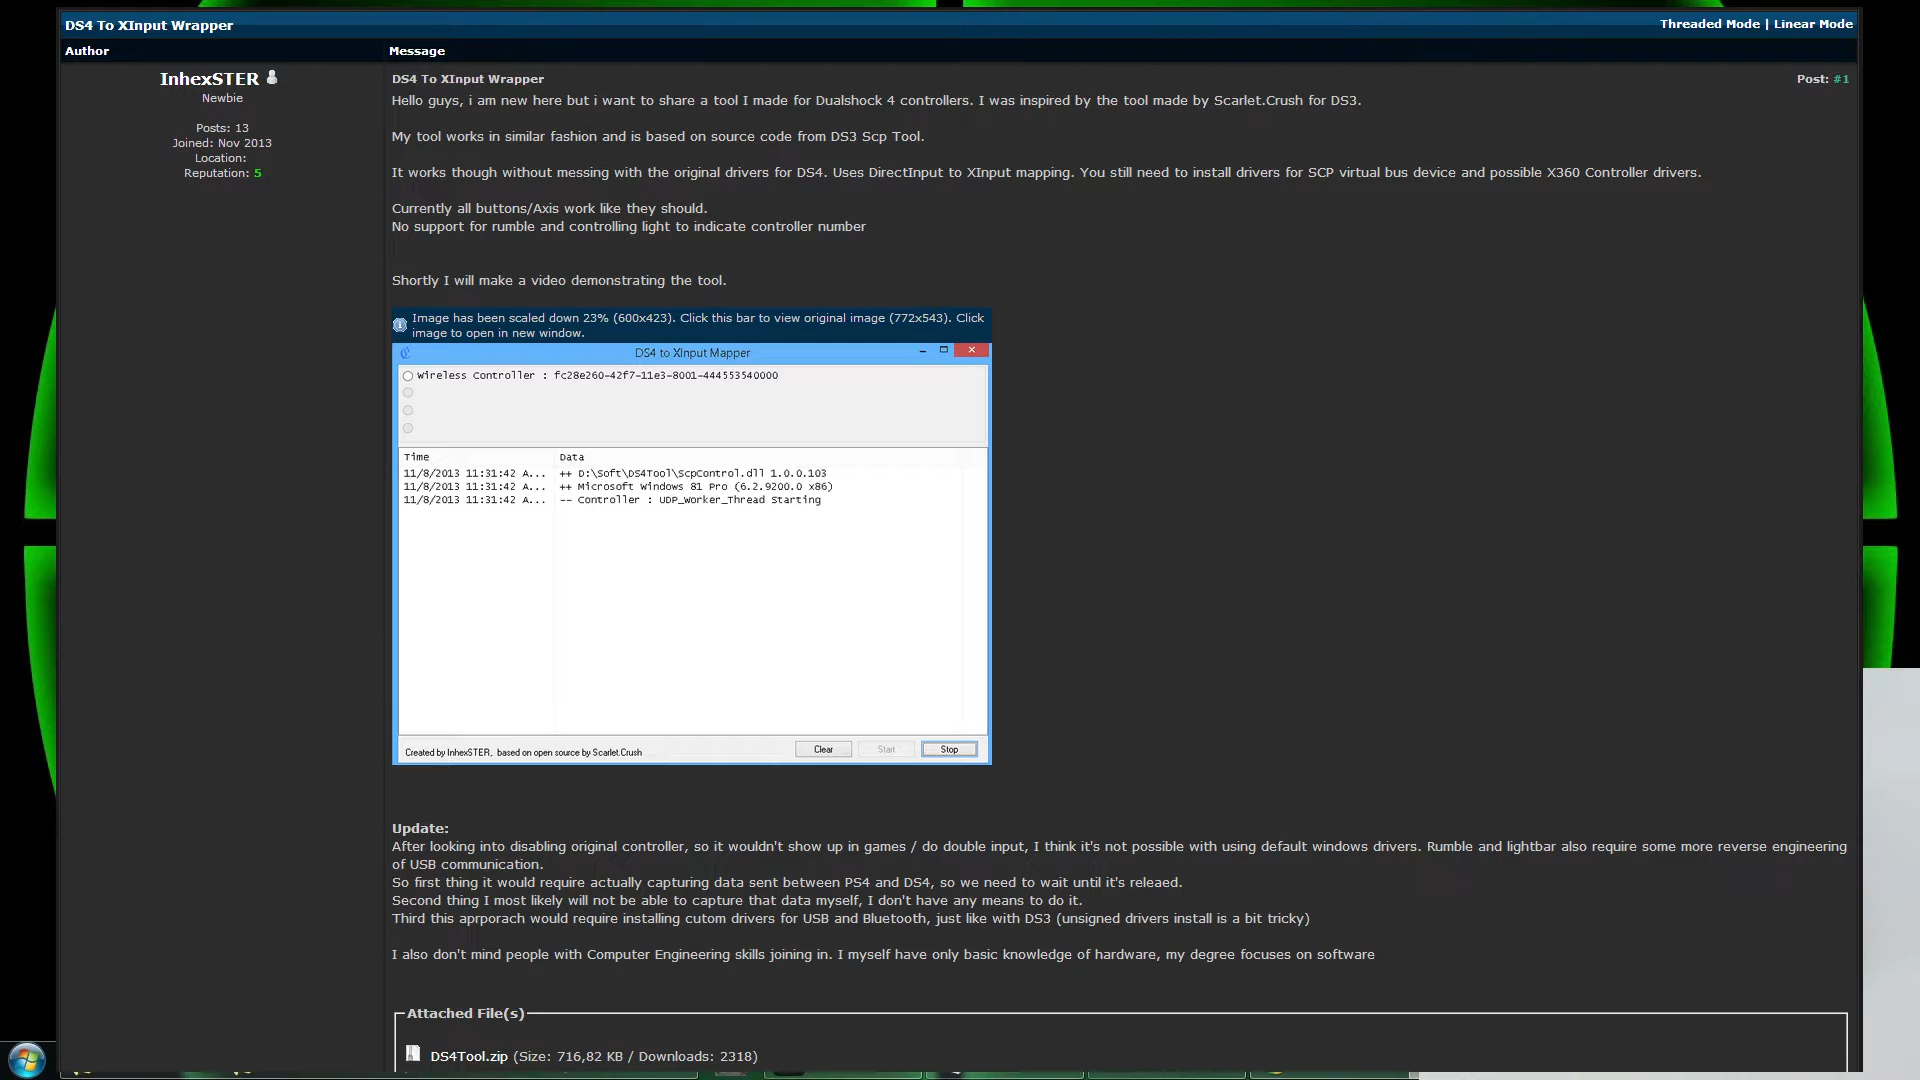 DS4 To XInput Wrapper
Threaded Mode | Linear Mode
Author
Message
InhexSTER
Newbie
Posts: 13
Joined: Nov 2013
Location:
Reputation: 5
DS4 To XInput Wrapper
Post: #1
Hello guys, i am new here but i want to share a tool I made for Dualshock 4 controllers. I was inspired by the tool made by Scarlet.Crush for DS3.
My tool works in similar fashion and is based on source code from DS3 Scp Tool.
It works though without messing with the original drivers for DS4. Uses DirectInput to XInput mapping. You still need to install drivers for SCP virtual bus device and possible X360 Controller drivers.
Currently all buttons/Axis work like they should.
No support for rumble and controlling light to indicate controller number
Shortly I will make a video demonstrating the tool.
Image has been scaled down 23% (600x423). Click this bar to view original image (772x543). Click
image to open in new window.
DS4 to XInput Mapper
Wireless Controller : fc28e260-42f7-11e3-8001-444553540000
Time Data
11/8/2013 11:31:42 A... ++ D:\Soft\DS4Tool\ScpControl.dll 1.0.0.103
11/8/2013 11:31:42 A... ++ Microsoft Windows 81 Pro (6.2.9200.0 x86)
11/8/2013 11:31:42 A... -- Controller : UDP_Worker_Thread Starting
Created by InhexSTER, based on open source by Scarlet.Crush
Clear Start Stop
Update:
After looking into disabling original controller, so it wouldn't show up in games / do double input, I think it's not possible with using default windows drivers. Rumble and lightbar also require some more reverse engineering
of USB communication.
So first thing it would require actually capturing data sent between PS4 and DS4, so we need to wait until it's releaed.
Second thing I most likely will not be able to capture that data myself, I don't have any means to do it.
Third this aprporach would require installing cutom drivers for USB and Bluetooth, just like with DS3 (unsigned drivers install is a bit tricky)
I also don't mind people with Computer Engineering skills joining in. I myself have only basic knowledge of hardware, my degree focuses on software
Attached File(s)
DS4Tool.zip (Size: 716,82 KB / Downloads: 2318)